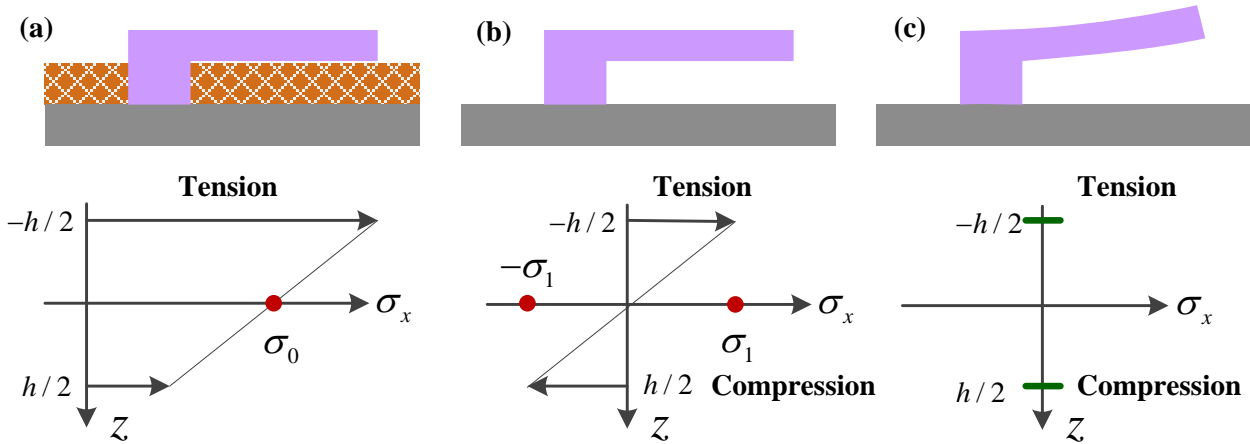 (a)
(b)
(c)
Tension
−h / 2
σ₀
σₓ
h / 2
z
Tension
−h / 2
−σ₁
σ₁
σₓ
h / 2
Compression
z
Tension
−h / 2
σₓ
h / 2
Compression
z